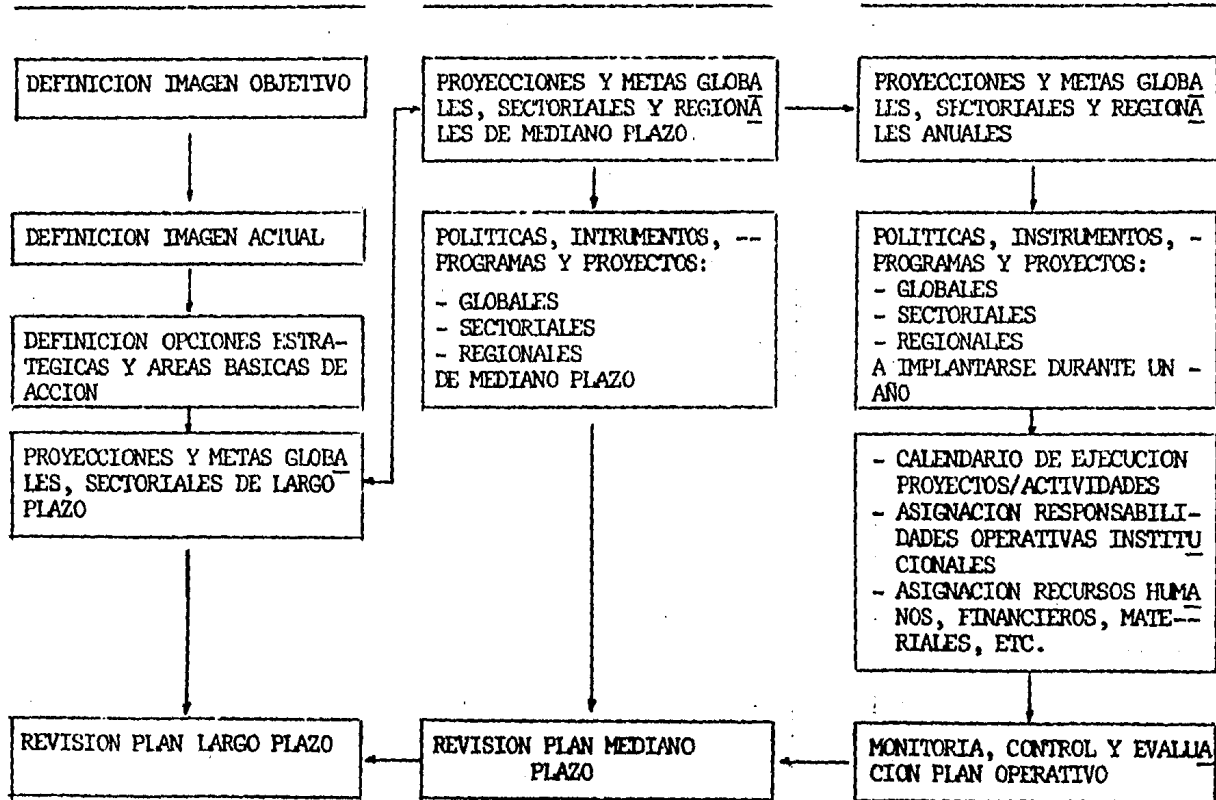 DEFINICION IMAGEN OBJETIVO
DEFINICION IMAGEN ACTUAL
DEFINICION OPCIONES ESTRA-
TEGICAS Y AREAS BASICAS DE
ACCION
PROYECCIONES Y METAS GLOBA
LES, SECTORIALES DE LARGO
PLAZO
REVISION PLAN LARGO PLAZO
PROYECCIONES Y METAS GLOBA
LES, SECTORIALES Y REGIONA
LES DE MEDIANO PLAZO.
POLITICAS, INTRUMENTOS, --
PROGRAMAS Y PROYECTOS:
- GLOBALES
- SECTORIALES
- REGIONALES
DE MEDIANO PLAZO
REVISION PLAN MEDIANO
PLAZO
PROYECCIONES Y METAS GLOBA
LES, SECTORIALES Y REGIONA
LES ANUALES
POLITICAS, INSTRUMENTOS, -
PROGRAMAS Y PROYECTOS:
- GLOBALES
- SECTORIALES
- REGIONALES
A IMPLANTARSE DURANTE UN -
AÑO
- CALENDARIO DE EJECUCION
PROYECTOS/ACTIVIDADES
- ASIGNACION RESPONSABILI-
DADES OPERATIVAS INSTITU
CIONALES
- ASIGNACION RECURSOS HUMA
NOS, FINANCIEROS, MATE--
RIALES, ETC.
MONITORIA, CONTROL Y EVALUA
CION PLAN OPERATIVO